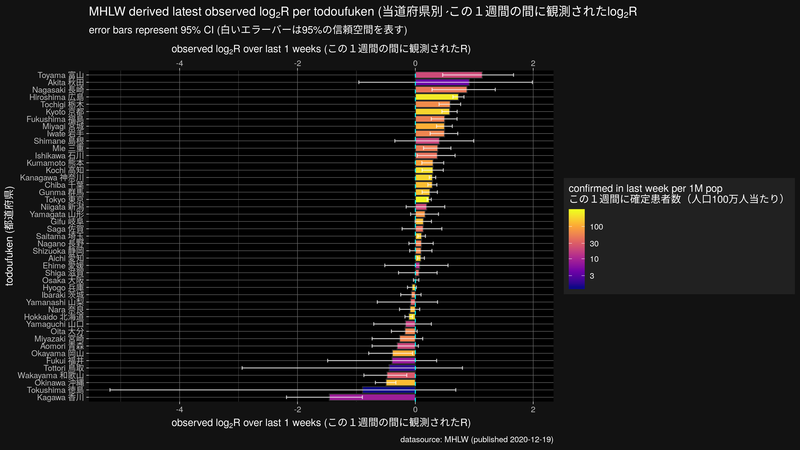 MHLW derived latest observed log2R per todoufuken (当道府県別 この１週間の間に観測されたlog2R
error bars represent 95% CI (白いエラーバーは95%の信頼空間を表す)
observed log2R over last 1 weeks (この１週間の間に観測されたR)
-4 -2 0 2
todoufuken (都道府県)
Toyama 富山
Akita 秋田
Nagasaki 長崎
Hiroshima 広島
Tochigi 栃木
Kyoto 京都
Fukushima 福島
Miyagi 宮城
Iwate 岩手
Shimane 島根
Mie 三重
Ishikawa 石川
Kumamoto 熊本
Kochi 高知
Kanagawa 神奈川
Chiba 千葉
Gunma 群馬
Tokyo 東京
Niigata 新潟
Yamagata 山形
Gifu 岐阜
Saga 佐賀
Saitama 埼玉
Nagano 長野
Shizuoka 静岡
Aichi 愛知
Ehime 愛媛
Shiga 滋賀
Osaka 大阪
Hyogo 兵庫
Ibaraki 茨城
Yamanashi 山梨
Nara 奈良
Hokkaido 北海道
Yamaguchi 山口
Oita 大分
Miyazaki 宮崎
Aomori 青森
Okayama 岡山
Fukui 福井
Tottori 鳥取
Wakayama 和歌山
Okinawa 沖縄
Tokushima 徳島
Kagawa 香川
-4 -2 0 2
observed log2R over last 1 weeks (この１週間の間に観測されたR)
confirmed in last week per 1M pop
この１週間に確定患者数（人口100万人当たり）
100
30
10
3
datasource: MHLW (published 2020-12-19)